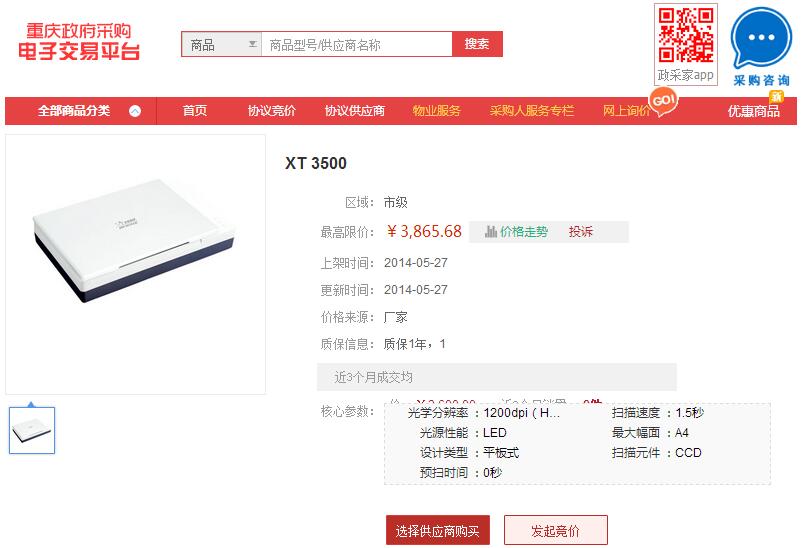 重庆政府采购
电子交易平台
商品 商品型号/供应商名称 搜索
政采家app
采购咨询
全部商品分类 首页 协议竞价 协议供应商 物业服务 采购人服务专栏 网上询价 GO! 优惠商品 新
XT 3500
区域： 市级
最高限价： ￥3,865.68 价格走势 投诉
上架时间： 2014-05-27
更新时间： 2014-05-27
价格来源： 厂家
质保信息： 质保1年，1
近3个月成交均
核心参数：
光学分辨率 ：1200dpi（H... 扫描速度 ：1.5秒
光源性能 ：LED 最大幅面 ：A4
设计类型 ：平板式 扫描元件 ：CCD
预扫时间 ：0秒
选择供应商购买 发起竞价